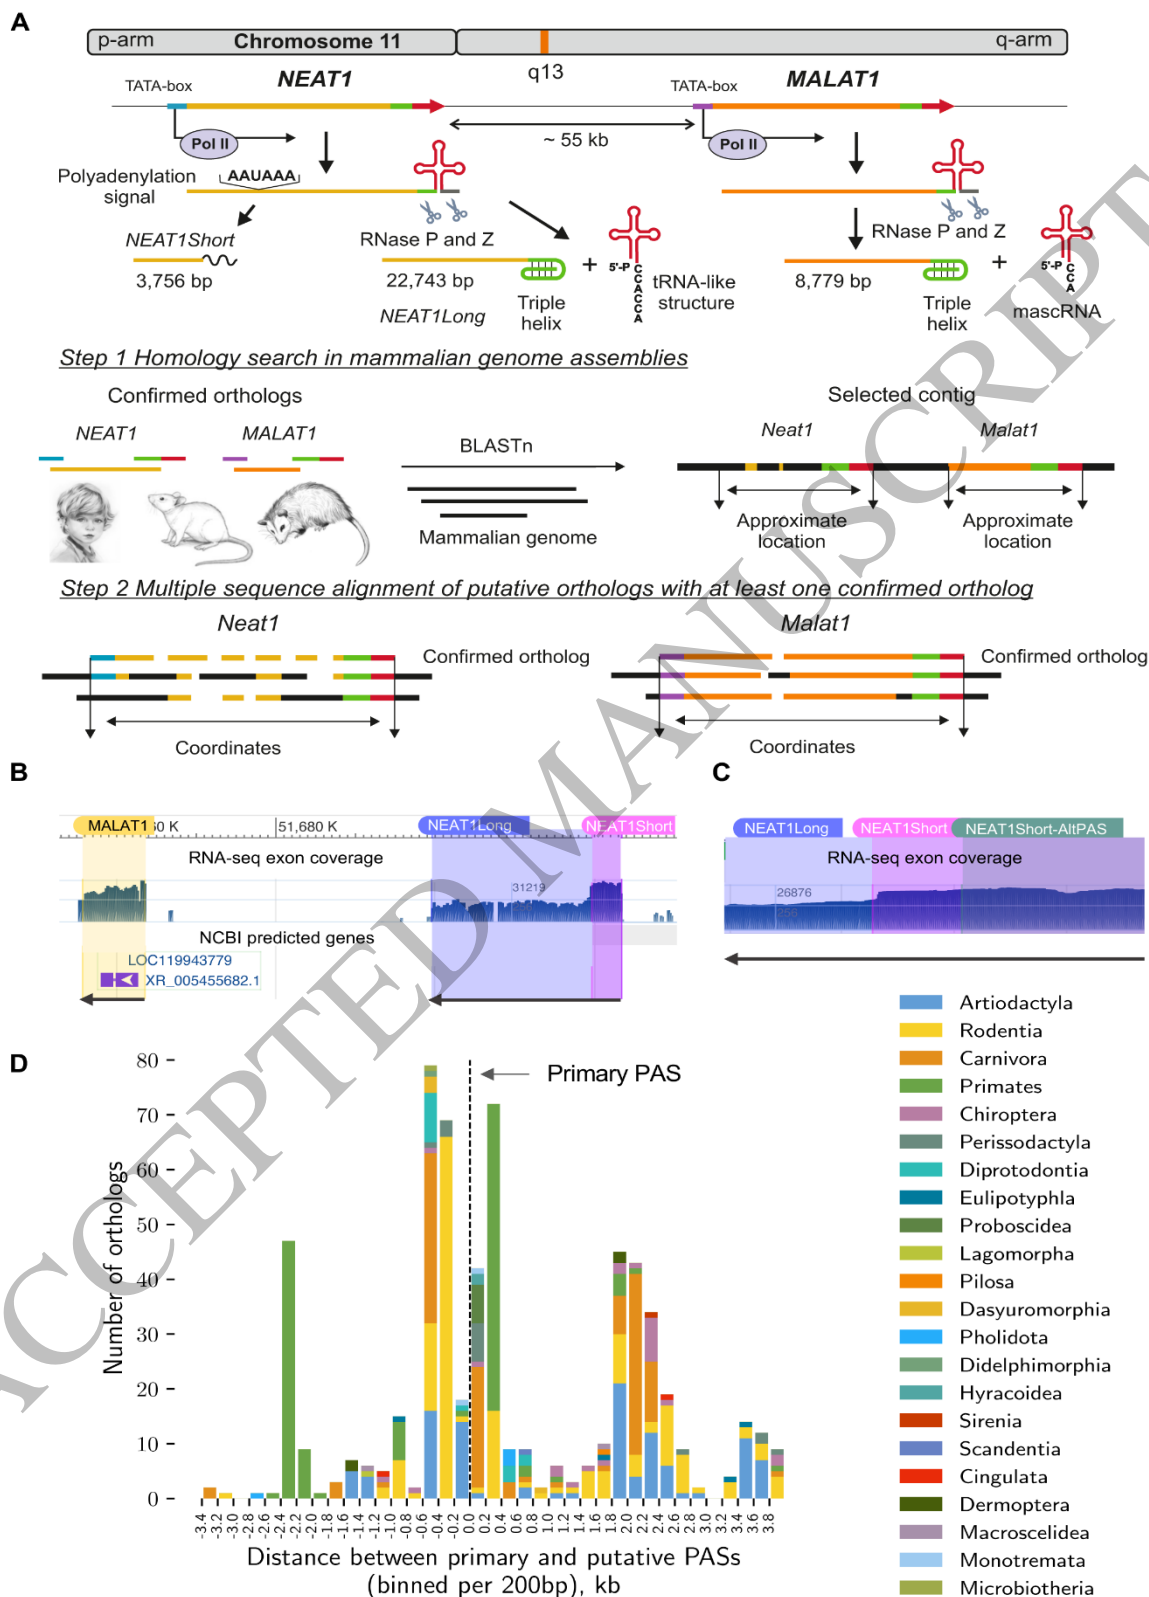 A
p-arm Chromosome 11 q-arm
q13
TATA-box NEAT1 TATA-box MALAT1
Pol II ~ 55 kb Pol II
Polyadenylation signal AAUAAA
NEAT1Short RNase P and Z RNase P and Z
3,756 bp 22,743 bp + 5'-P CCACCA tRNA-like structure 8,779 bp + 5'-P CCA
NEAT1Long Triple helix Triple helix mascRNA
Step 1 Homology search in mammalian genome assemblies
Confirmed orthologs Selected contig
NEAT1 MALAT1 BLASTn Neat1 Malat1
Mammalian genome Approximate location Approximate location
Step 2 Multiple sequence alignment of putative orthologs with at least one confirmed ortholog
Neat1 Malat1
Confirmed ortholog Confirmed ortholog
Coordinates Coordinates
B
MALAT1 60 K 51,680 K NEAT1Long NEAT1Short
RNA-seq exon coverage
31219
NCBI predicted genes
LOC119943779
XR_005455682.1
C
NEAT1Long NEAT1Short NEAT1Short-AltPAS
RNA-seq exon coverage
26876
256
D
Primary PAS
Number of orthologs
80
70
60
50
40
30
20
10
0
-3.4 -3.2 -3.0 -2.8 -2.6 -2.4 -2.2 -2.0 -1.8 -1.6 -1.4 -1.2 -1.0 -0.8 -0.6 -0.4 -0.2 0.0 0.2 0.4 0.6 0.8 1.0 1.2 1.4 1.6 1.8 2.0 2.2 2.4 2.6 2.8 3.0 3.2 3.4 3.6 3.8
Distance between primary and putative PASs
(binned per 200bp), kb
Artiodactyla
Rodentia
Carnivora
Primates
Chiroptera
Perissodactyla
Diprotodontia
Eulipotyphla
Proboscidea
Lagomorpha
Pilosa
Dasyuromorphia
Pholidota
Didelphimorphia
Hyracoidea
Sirenia
Scandentia
Cingulata
Dermoptera
Macroscelidea
Monotremata
Microbiotheria
ACCEPTED MANUSCRIPT